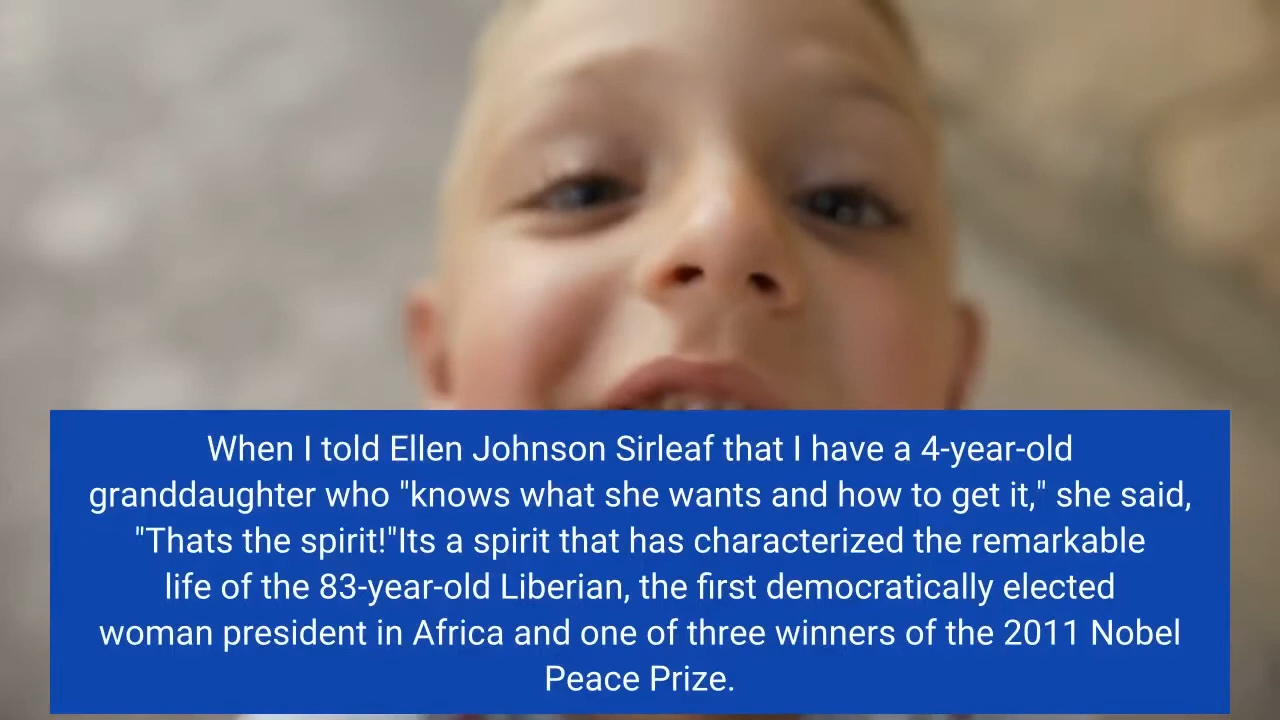 When I told Ellen Johnson Sirleaf that I have a 4-year-old
granddaughter who "knows what she wants and how to get it," she said,
"Thats the spirit!"Its a spirit that has characterized the remarkable
life of the 83-year-old Liberian, the first democratically elected
woman president in Africa and one of three winners of the 2011 Nobel
Peace Prize.